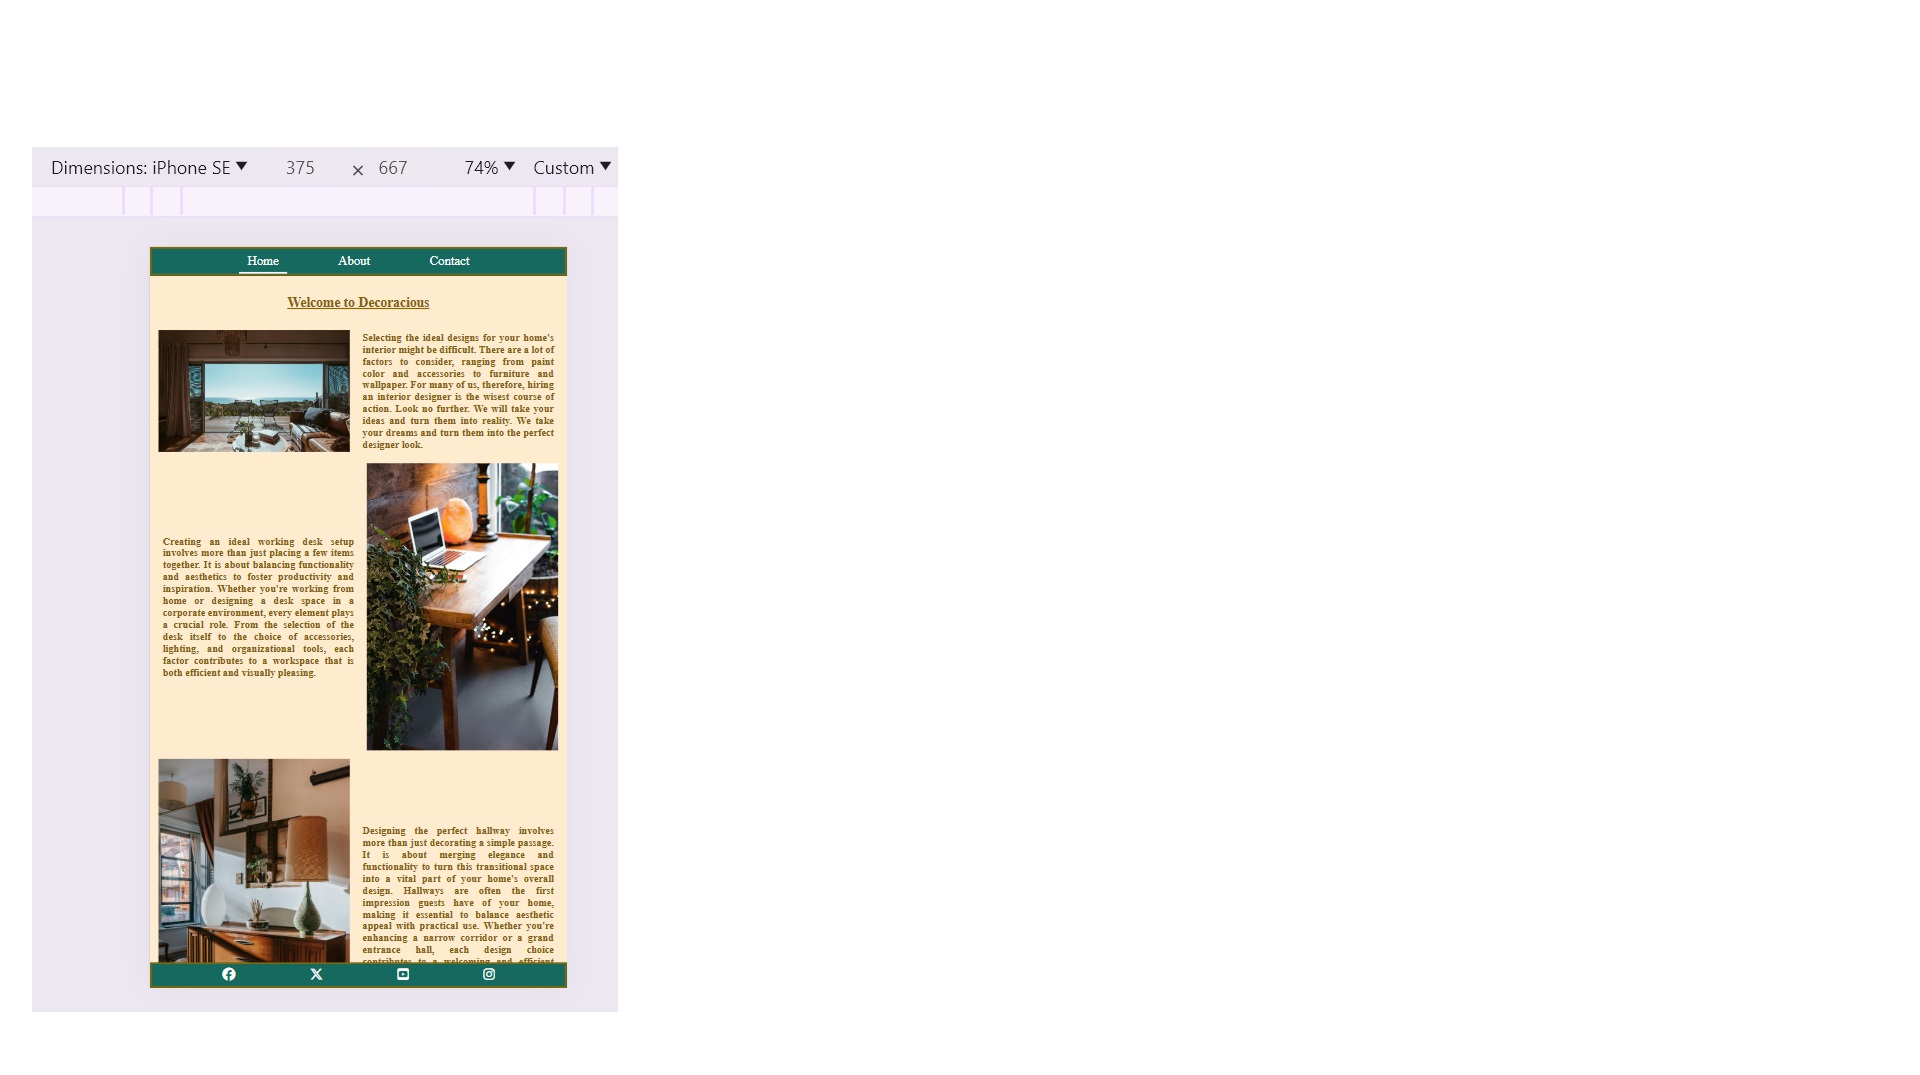 Dimensions: iPhone SE ▼ 375 × 667 74% ▼ Custom ▼
Home About Contact
Welcome to Decoracious
Selecting the ideal designs for your home's
interior might be difficult. There are a lot of
factors to consider, ranging from paint
color and accessories to furniture and
wallpaper. For many of us, therefore, hiring
an interior designer is the wisest course of
action. Look no further. We will take your
ideas and turn them into reality. We take
your dreams and turn them into the perfect
designer look.
Creating an ideal working desk setup
involves more than just placing a few items
together. It is about balancing functionality
and aesthetics to foster productivity and
inspiration. Whether you're working from
home or designing a desk space in a
corporate environment, every element plays
a crucial role. From the selection of the
desk itself to the choice of accessories,
lighting, and organizational tools, each
factor contributes to a workspace that is
both efficient and visually pleasing.
Designing the perfect hallway involves
more than just decorating a simple passage.
It is about merging elegance and
functionality to turn this transitional space
into a vital part of your home's overall
design. Hallways are often the first
impression guests have of your home,
making it essential to balance aesthetic
appeal with practical use. Whether you're
enhancing a narrow corridor or a grand
entrance hall, each design choice
contributes to a welcoming and efficient